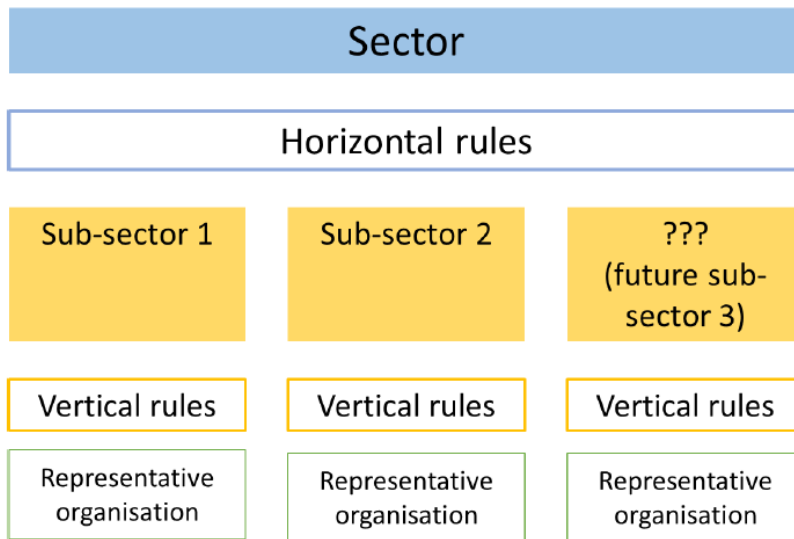 Sector
Horizontal rules
Sub-sector 1
Sub-sector 2
???
(future sub-
sector 3)
Vertical rules
Vertical rules
Vertical rules
Representative
organisation
Representative
organisation
Representative
organisation